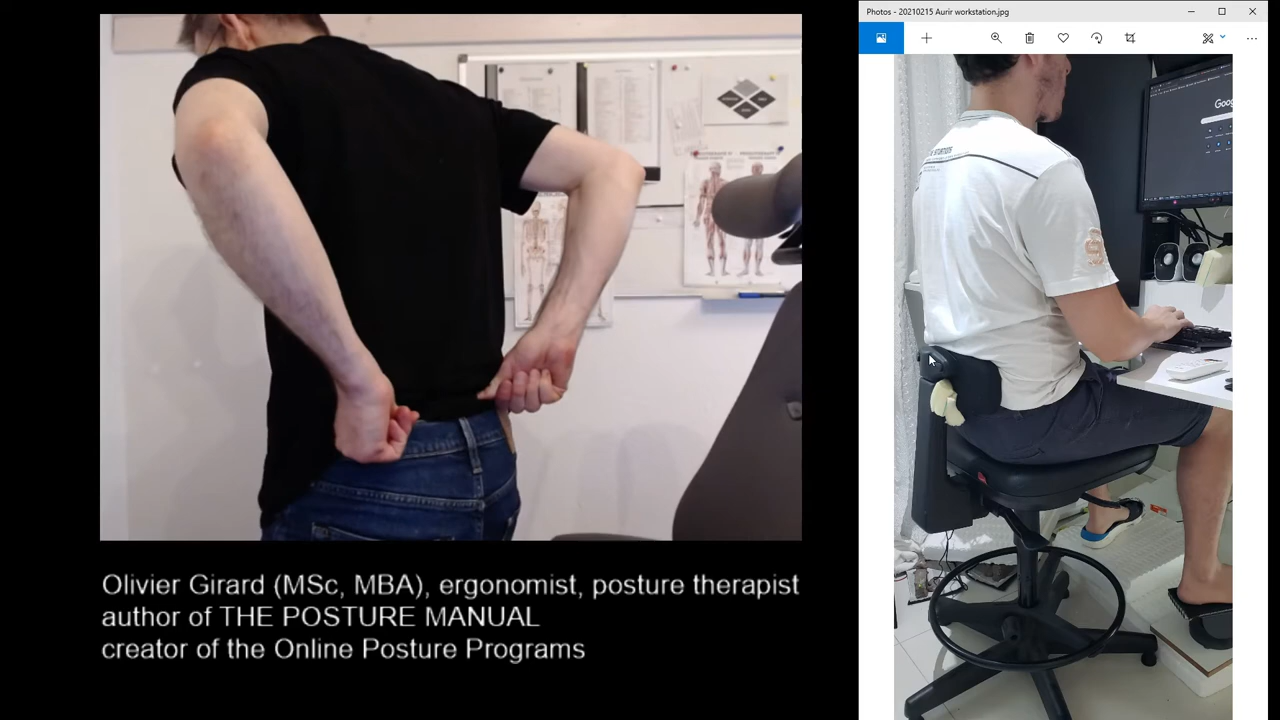 Olivier Girard (MSc, MBA), ergonomist, posture therapist
author of THE POSTURE MANUAL
creator of the Online Posture Programs
Photos - 20210215 Aurir workstation.jpg
Goo